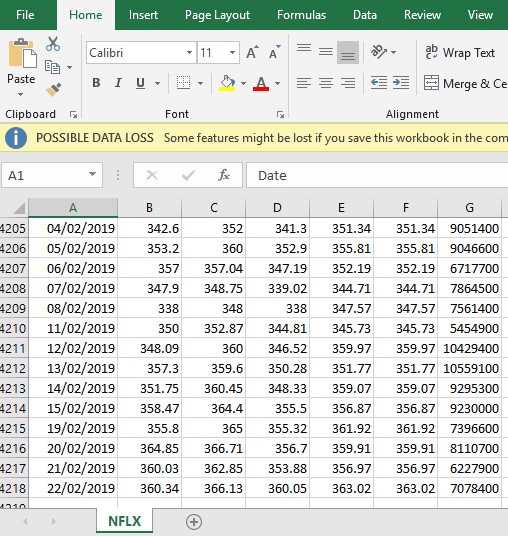 File Home Insert Page Layout Formulas Data Review View
Calibri 11 A A ab Wrap Text
Paste B I U A Merge & Ce
Clipboard Font Alignment
POSSIBLE DATA LOSS Some features might be lost if you save this workbook in the com
A1 fx Date
A B C D E F G
4205 04/02/2019 342.6 352 341.3 351.34 351.34 9051400
4206 05/02/2019 353.2 360 352.9 355.81 355.81 9046600
4207 06/02/2019 357 357.04 347.19 352.19 352.19 6717700
4208 07/02/2019 347.9 348.75 339.02 344.71 344.71 7864500
4209 08/02/2019 338 348 338 347.57 347.57 7561400
4210 11/02/2019 350 352.87 344.81 345.73 345.73 5454900
4211 12/02/2019 348.09 360 346.52 359.97 359.97 10429400
4212 13/02/2019 357.3 359.6 350.28 351.77 351.77 10559100
4213 14/02/2019 351.75 360.45 348.33 359.07 359.07 9295300
4214 15/02/2019 358.47 364.4 355.5 356.87 356.87 9230000
4215 19/02/2019 355.8 365 355.32 361.92 361.92 7396600
4216 20/02/2019 364.85 366.71 356.7 359.91 359.91 8110700
4217 21/02/2019 360.03 362.85 353.88 356.97 356.97 6227900
4218 22/02/2019 360.34 366.13 360.05 363.02 363.02 7078400
NFLX